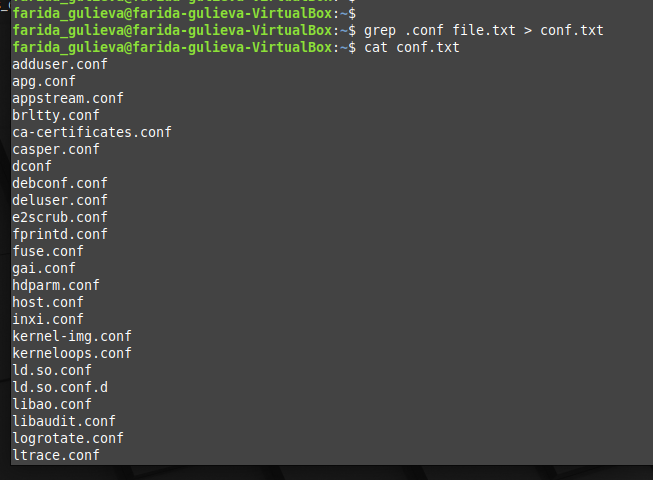 farida_gulieva@farida-gulieva-VirtualBox:~$
farida_gulieva@farida-gulieva-VirtualBox:~$ grep .conf file.txt > conf.txt
farida_gulieva@farida-gulieva-VirtualBox:~$ cat conf.txt
adduser.conf
apg.conf
appstream.conf
brltty.conf
ca-certificates.conf
casper.conf
dconf
debconf.conf
deluser.conf
e2scrub.conf
fprintd.conf
fuse.conf
gai.conf
hdparm.conf
host.conf
inxi.conf
kernel-img.conf
kerneloops.conf
ld.so.conf
ld.so.conf.d
libao.conf
libaudit.conf
logrotate.conf
ltrace.conf